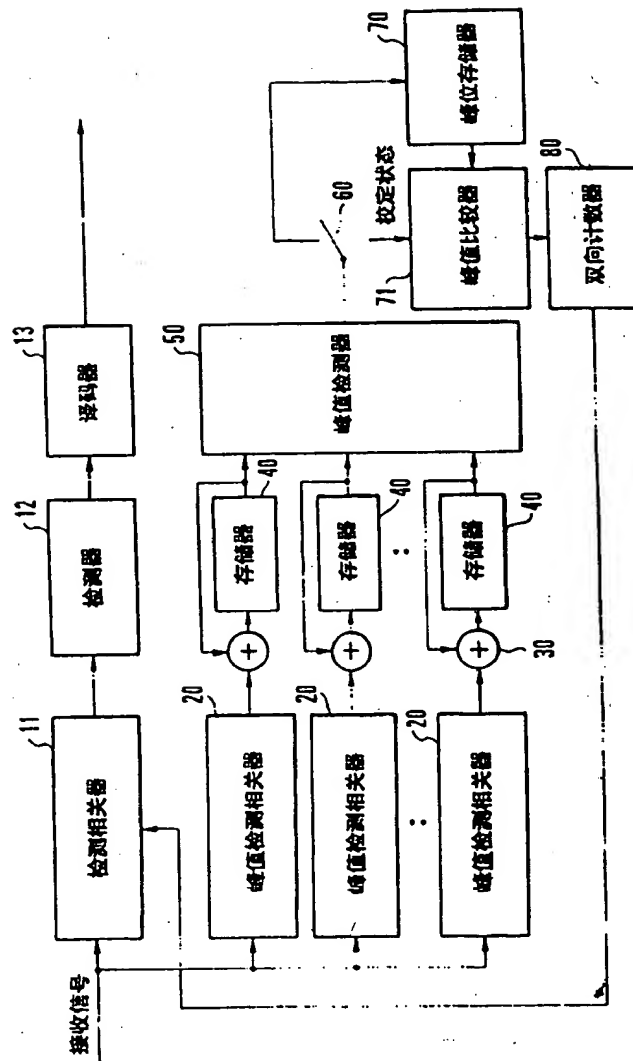 接收信号
11
检测相关器
12
检测器
13
译码器
20
峰值检测相关器
20
峰值检测相关器
20
峰值检测相关器
30
40
存储器
40
存储器
40
存储器
50
峰值检测器
60
校定状态
70
峰位存储器
71
峰值比较器
80
双向计数器